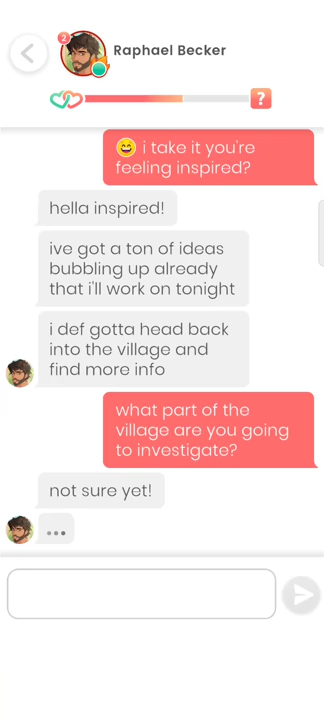 2
Raphael Becker
?
😄 i take it you're
feeling inspired?
hella inspired!
ive got a ton of ideas
bubbling up already
that i'll work on tonight
i def gotta head back
into the village and
find more info
what part of the
village are you going
to investigate?
not sure yet!
...